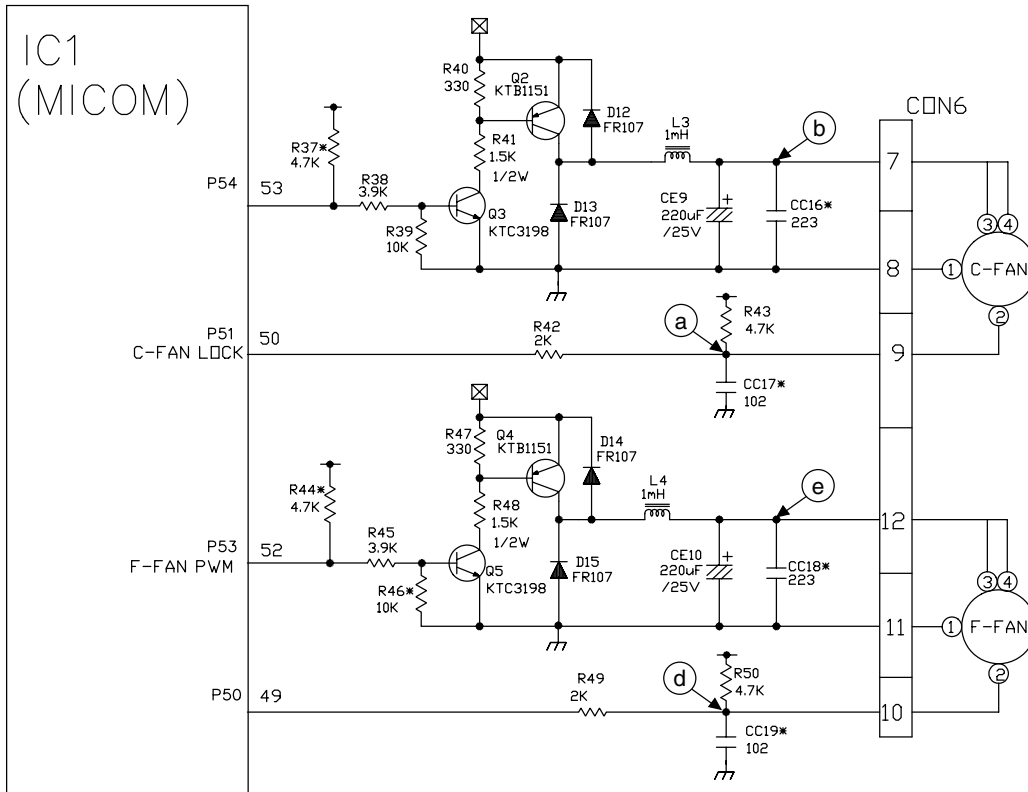 IC1
(MICOM)
CON6
R40
330
Q2
KTB1151
D12
FR107
L3
1mH
b
R37*
4.7K
R41
1.5K
1/2W
7
P54
53
R38
3.9K
Q3
KTC3198
D13
FR107
CE9
220uF
/25V
CC16*
223
3
4
R39
10K
8
1
C-FAN
2
P51
C-FAN LOCK
50
R42
2K
a
R43
4.7K
9
CC17*
102
R47
330
Q4
KTB1151
D14
FR107
L4
1mH
e
R44*
4.7K
R48
1.5K
1/2W
12
P53
F-FAN PWM
52
R45
3.9K
Q5
KTC3198
D15
FR107
CE10
220uF
/25V
CC18*
223
3
4
R46*
10K
11
1
F-FAN
2
P50
49
R49
2K
d
R50
4.7K
10
CC19*
102